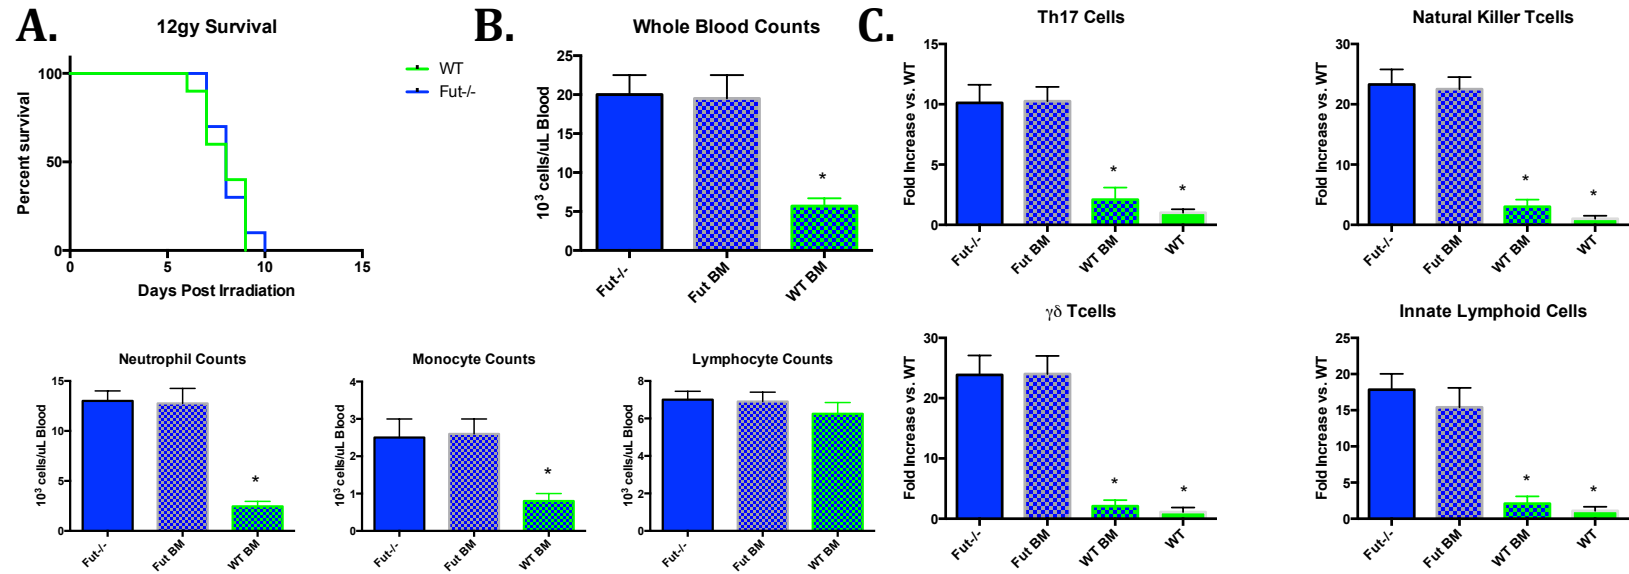 A.
12gy Survival
Percent survival
100
50
0
0 5 10 15
Days Post Irradiation
WT
Fut-/-
B.
Whole Blood Counts
10³ cells/uL Blood
25
20
15
10
5
0
Fut-/- Fut BM WT BM
*
Neutrophil Counts
10³ cells/uL Blood
15
10
5
0
Fut-/- Fut BM WT BM
*
Monocyte Counts
10³ cells/uL Blood
4
3
2
1
0
Fut-/- Fut BM WT BM
*
Lymphocyte Counts
10³ cells/uL Blood
8
6
4
2
0
Fut-/- Fut BM WT BM
C.
Th17 Cells
Fold Increase vs. WT
15
10
5
0
Fut-/- Fut BM WT BM WT
* *
Natural Killer Tcells
Fold Increase vs. WT
30
20
10
0
Fut-/- Fut BM WT BM WT
* *
γδ Tcells
Fold Increase vs. WT
30
20
10
0
Fut-/- Fut BM WT BM WT
* *
Innate Lymphoid Cells
Fold Increase vs. WT
25
20
15
10
5
0
Fut-/- Fut BM WT BM WT
* *